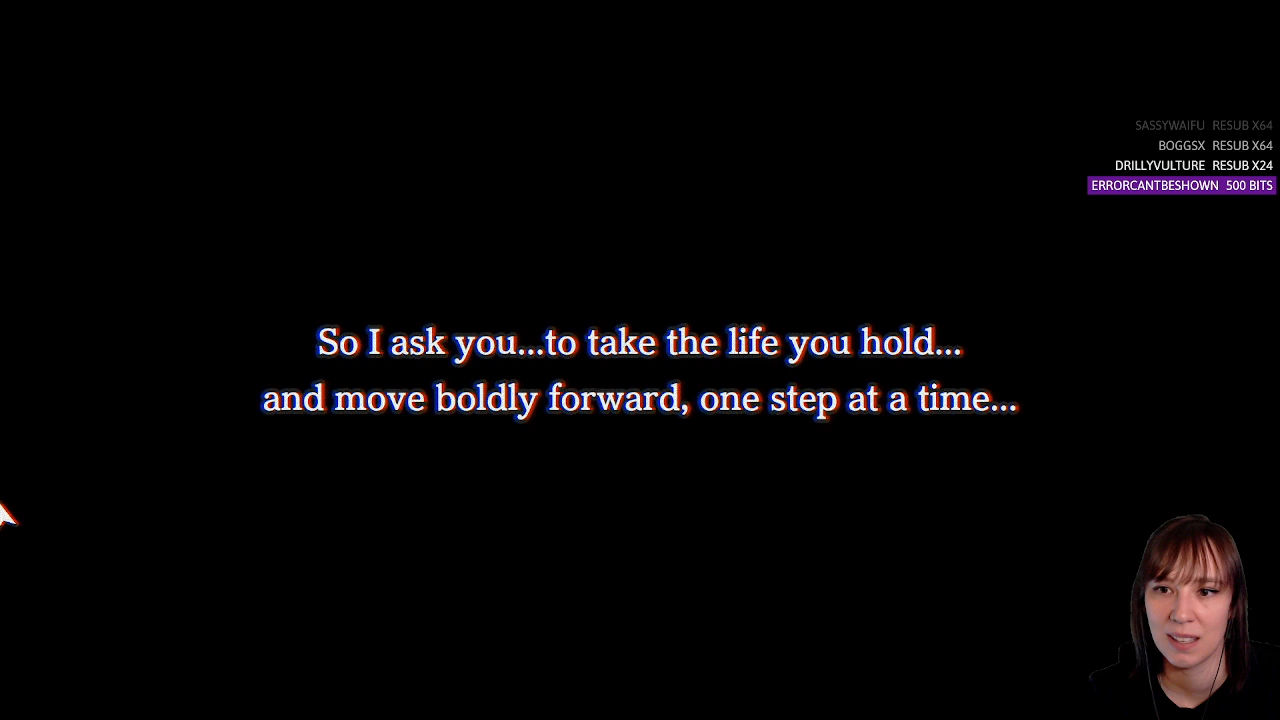 SASSYWAIFU RESUB X64
BOGGSX RESUB X64
DRILLYVULTURE RESUB X24
ERRORCANTBESHOWN 500 BITS
So I ask you...to take the life you hold...
and move boldly forward, one step at a time...